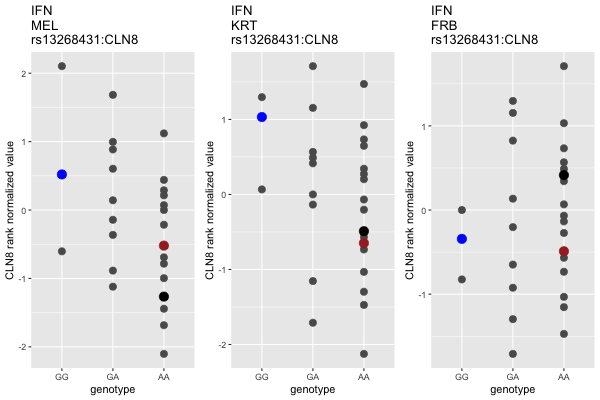 IFN
MEL
rs13268431:CLN8
CLN8 rank normalized value
2
1
0
-1
-2
GG
GA
AA
genotype
IFN
KRT
rs13268431:CLN8
CLN8 rank normalized value
1
0
-1
-2
GG
GA
AA
genotype
IFN
FRB
rs13268431:CLN8
CLN8 rank normalized value
1
0
-1
GG
GA
AA
genotype